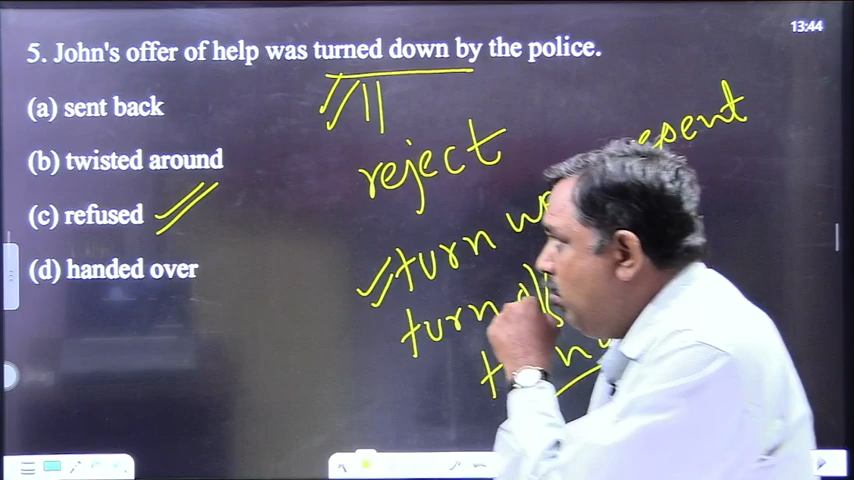 13:44
5. John's offer of help was turned down by the police.
(a) sent back
(b) twisted around
(c) refused
(d) handed over
reject
turn
turn